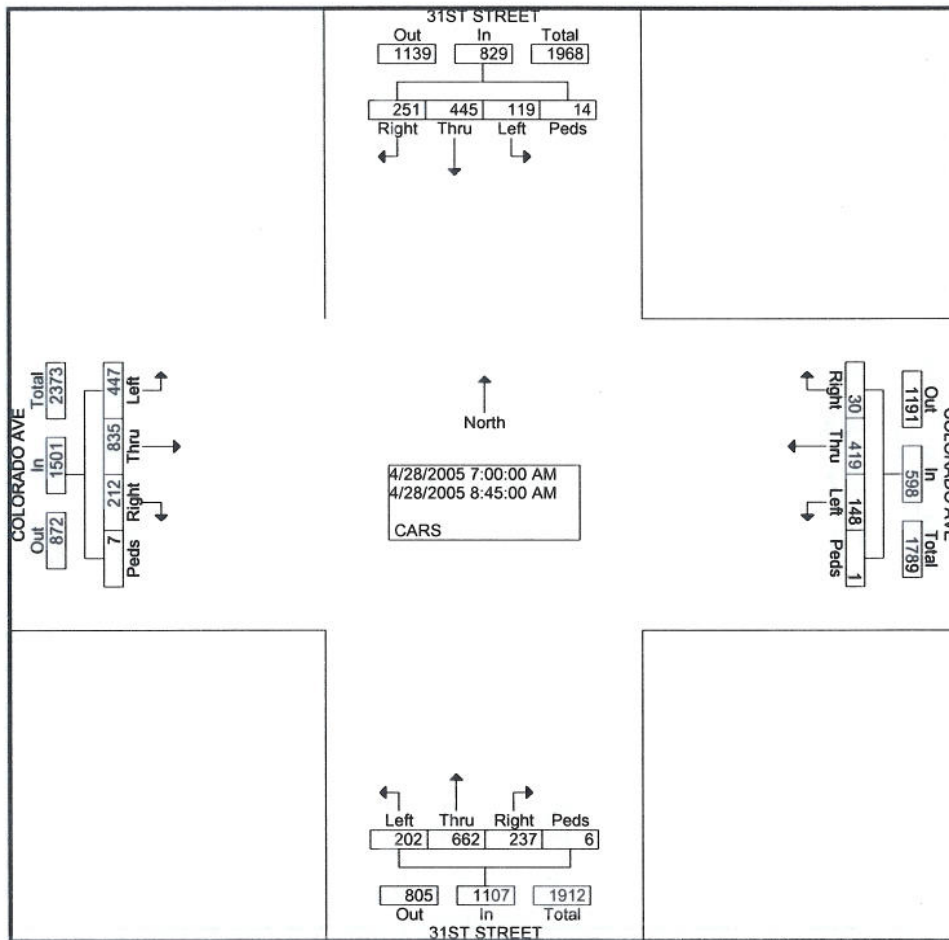 31ST STREET
Out In Total
1139 829 1968
251 445 119 14
Right Thru Left Peds
COLORADO AVE
Total In Out
2373 1501 872
447 835 212 7
Left Thru Right Peds
North
4/28/2005 7:00:00 AM
4/28/2005 8:45:00 AM
CARS
Right Thru Left Peds
30 419 148 1
Out In Total
1191 598 1789
COLORADO AVE
Left Thru Right Peds
202 662 237 6
805 1107 1912
Out In Total
31ST STREET